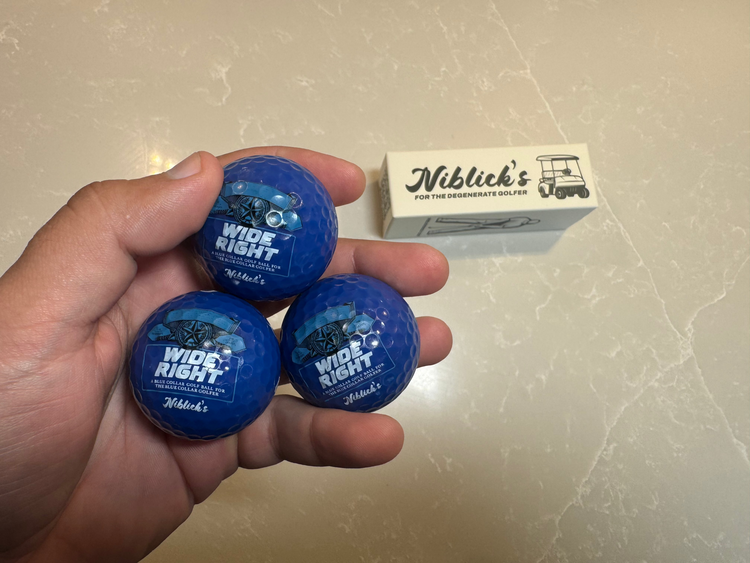 Niblick's
FOR THE DEGENERATE GOLFER
WIDE
RIGHT
A BLUE COLLAR GOLF BALL FOR
THE BLUE COLLAR GOLFER
Niblick's
WIDE
RIGHT
A BLUE COLLAR GOLF BALL FOR
THE BLUE COLLAR GOLFER
Niblick's
WIDE
RIGHT
A BLUE COLLAR GOLF BALL FOR
THE BLUE COLLAR GOLFER
Niblick's